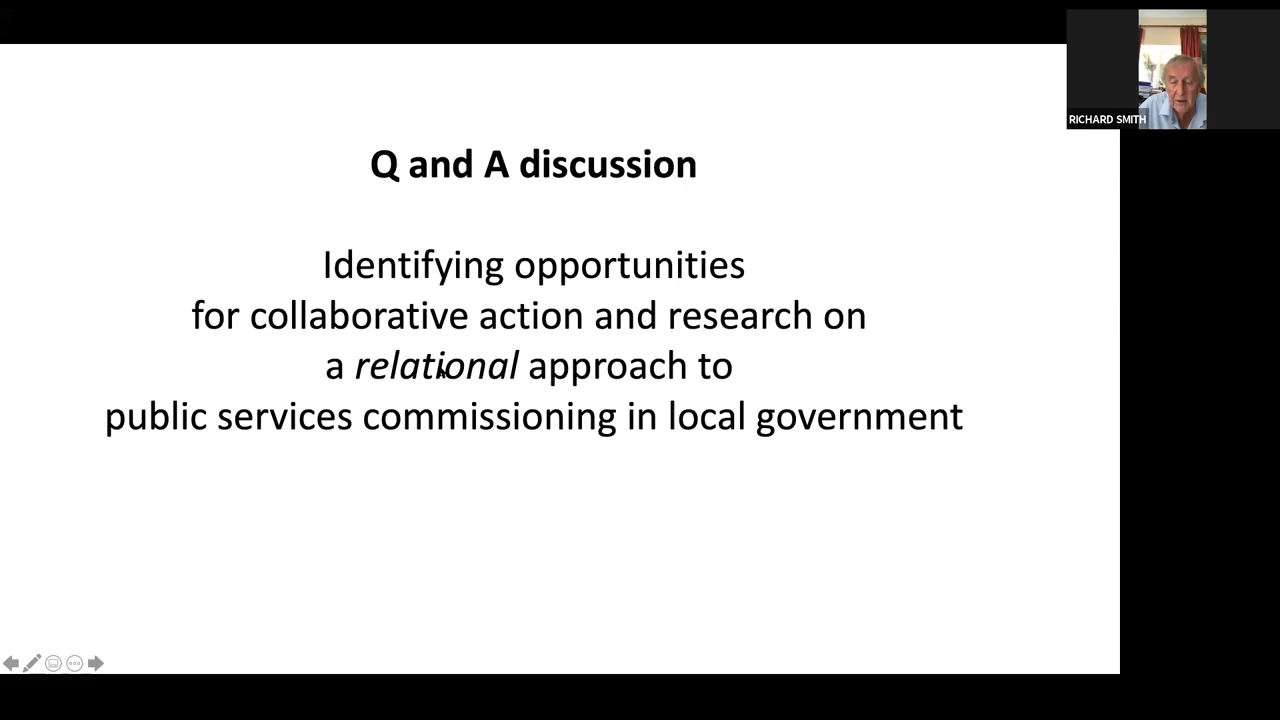 RICHARD SMITH
Q and A discussion
Identifying opportunities
for collaborative action and research on
a relational approach to
public services commissioning in local government